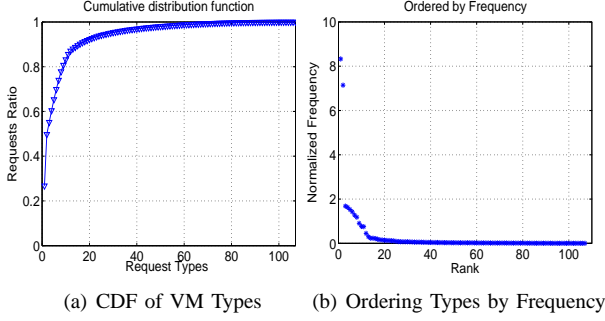 Cumulative distribution function
1
0.8
0.6
0.4
0.2
0
0 20 40 60 80 100
Requests Ratio
Request Types
Ordered by Frequency
10
8
6
4
2
0
0 20 40 60 80 100
Normalized Frequency
Rank
(a) CDF of VM Types
(b) Ordering Types by Frequency